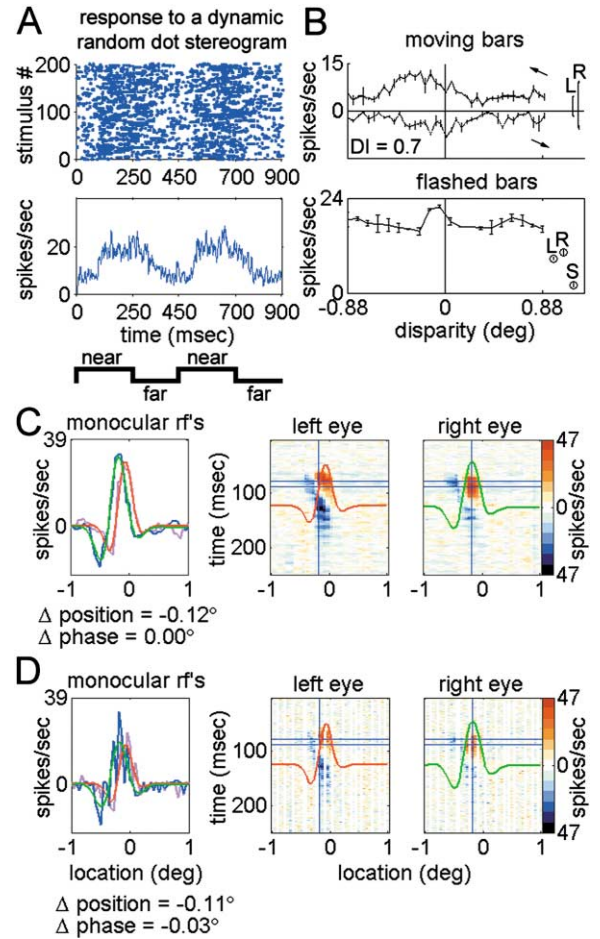 A
response to a dynamic
random dot stereogram
stimulus #
200
100
0
0 250 450 700 900
spikes/sec
20
0
0 250 450 700 900
time (msec)
near near
far far
B
moving bars
spikes/sec
15
0
15
R
L
DI = 0.7
flashed bars
spikes/sec
24
0
L R
S
-0.88 0 0.88
disparity (deg)
C
monocular rf's
spikes/sec
39
0
-1 0 1
Δ position = -0.12°
Δ phase = 0.00°
left eye
time (msec)
100
200
-1 0 1
right eye
-1 0 1
47
0
47
spikes/sec
D
monocular rf's
spikes/sec
39
0
-1 0 1
location (deg)
Δ position = -0.11°
Δ phase = -0.03°
left eye
time (msec)
100
200
-1 0 1
right eye
-1 0 1
location (deg)
47
0
47
spikes/sec